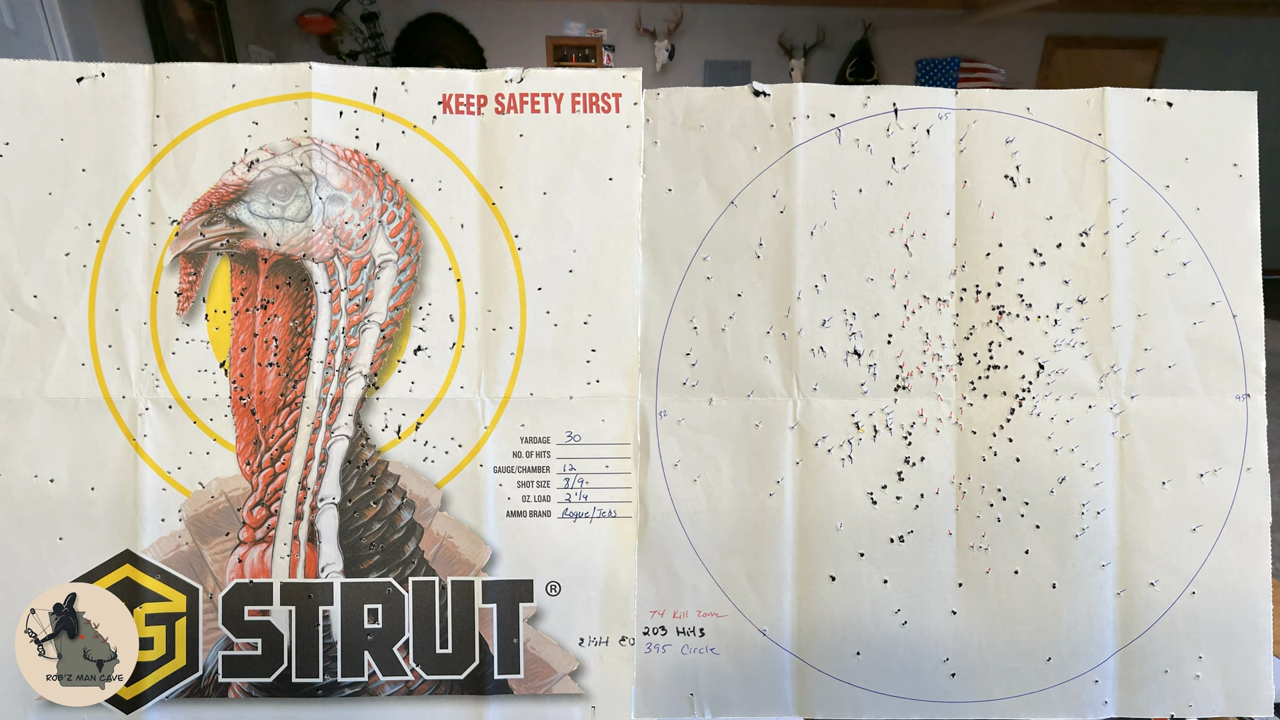 KEEP SAFETY FIRST
YARDAGE 30
NO. OF HITS
GAUGE/CHAMBER 12
SHOT SIZE 8/9
OZ. LOAD 2 1/4
AMMO BRAND Rogue/Tebs
STRUT®
ROB'Z MAN CAVE
74 Kill Zone
203 Hits
395 Circle